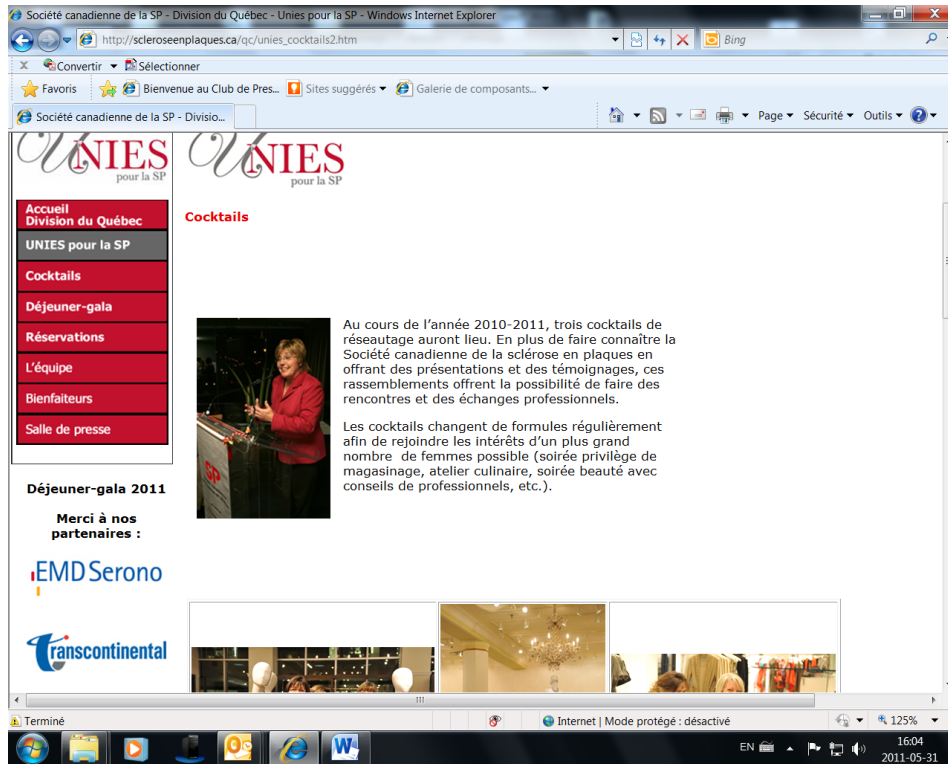 Société canadienne de la SP - Division du Québec - Unies pour la SP - Windows Internet Explorer
http://scleroseenplaques.ca/qc/unies_cocktails2.htm
Bing
x Convertir Sélectionner
Favoris Bienvenue au Club de Pres... Sites suggérés Galerie de composants...
Société canadienne de la SP - Divisio...
Page Sécurité Outils
UNIES
pour la SP
UNIES
pour la SP
Accueil
Division du Québec
UNIES pour la SP
Cocktails
Déjeuner-gala
Réservations
L'équipe
Bienfaiteurs
Salle de presse
Déjeuner-gala 2011
Merci à nos
partenaires :
EMD Serono
Transcontinental
Cocktails
SP
Au cours de l'année 2010-2011, trois cocktails de
réseautage auront lieu. En plus de faire connaître la
Société canadienne de la sclérose en plaques en
offrant des présentations et des témoignages, ces
rassemblements offrent la possibilité de faire des
rencontres et des échanges professionnels.
Les cocktails changent de formules régulièrement
afin de rejoindre les intérêts d'un plus grand
nombre de femmes possible (soirée privilège de
magasinage, atelier culinaire, soirée beauté avec
conseils de professionnels, etc.).
Terminé
Internet | Mode protégé : désactivé
125%
EN
16:04
2011-05-31